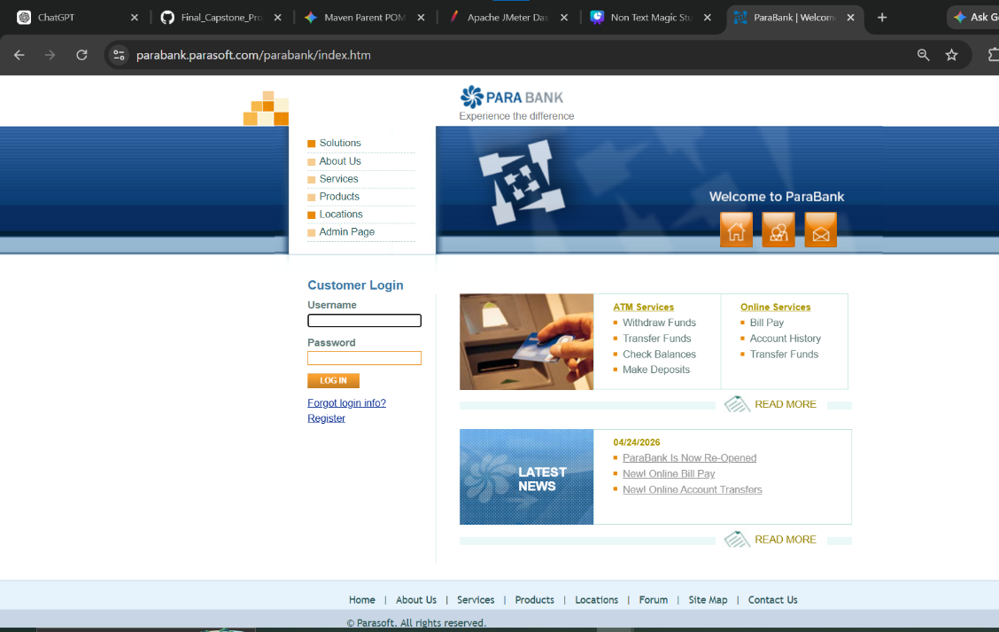 ChatGPT
Final_Capstone_Pro
Maven Parent POM
Apache JMeter Das
Non Text Magic Stu
ParaBank | Welcome
Ask G
parabank.parasoft.com/parabank/index.htm
PARA BANK
Experience the difference
Solutions
About Us
Services
Products
Locations
Admin Page
Welcome to ParaBank
Customer Login
Username
Password
LOG IN
Forgot login info?
Register
ATM Services
Withdraw Funds
Transfer Funds
Check Balances
Make Deposits
Online Services
Bill Pay
Account History
Transfer Funds
READ MORE
LATEST
NEWS
04/24/2026
ParaBank Is Now Re-Opened
New! Online Bill Pay
New! Online Account Transfers
READ MORE
Home | About Us | Services | Products | Locations | Forum | Site Map | Contact Us
© Parasoft. All rights reserved.